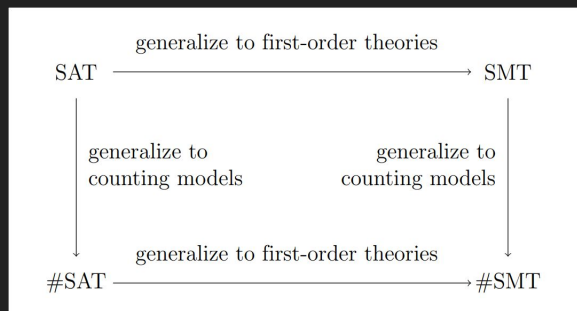 generalize to first-order theories
SAT SMT
generalize to
counting models
generalize to
counting models
generalize to first-order theories
#SAT #SMT